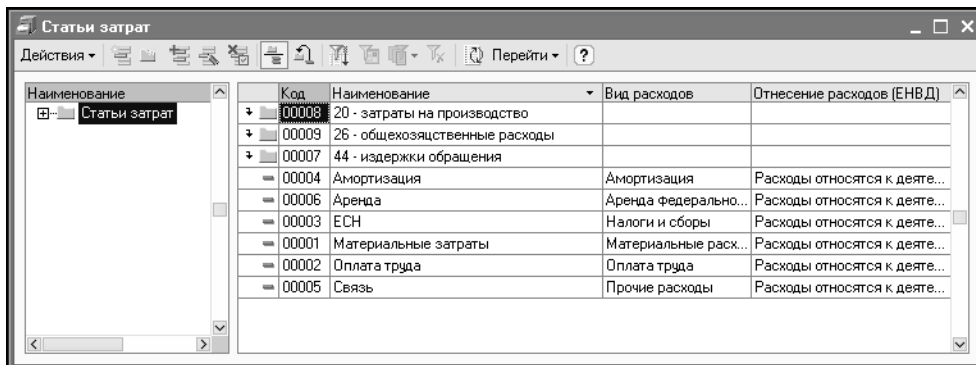 Статьи затрат
Действия Перейти ?
Наименование
Статьи затрат
Код Наименование Вид расходов Отнесение расходов (ЕНВД)
00008 20 - затраты на производство
00009 26 - общехозяцственные расходы
00007 44 - издержки обращения
00004 Амортизация Амортизация Расходы относятся к деяте...
00006 Аренда Аренда федерально... Расходы относятся к деяте...
00003 ЕСН Налоги и сборы Расходы относятся к деяте...
00001 Материальные затраты Материальные расх... Расходы относятся к деяте...
00002 Оплата труда Оплата труда Расходы относятся к деяте...
00005 Связь Прочие расходы Расходы относятся к деяте...